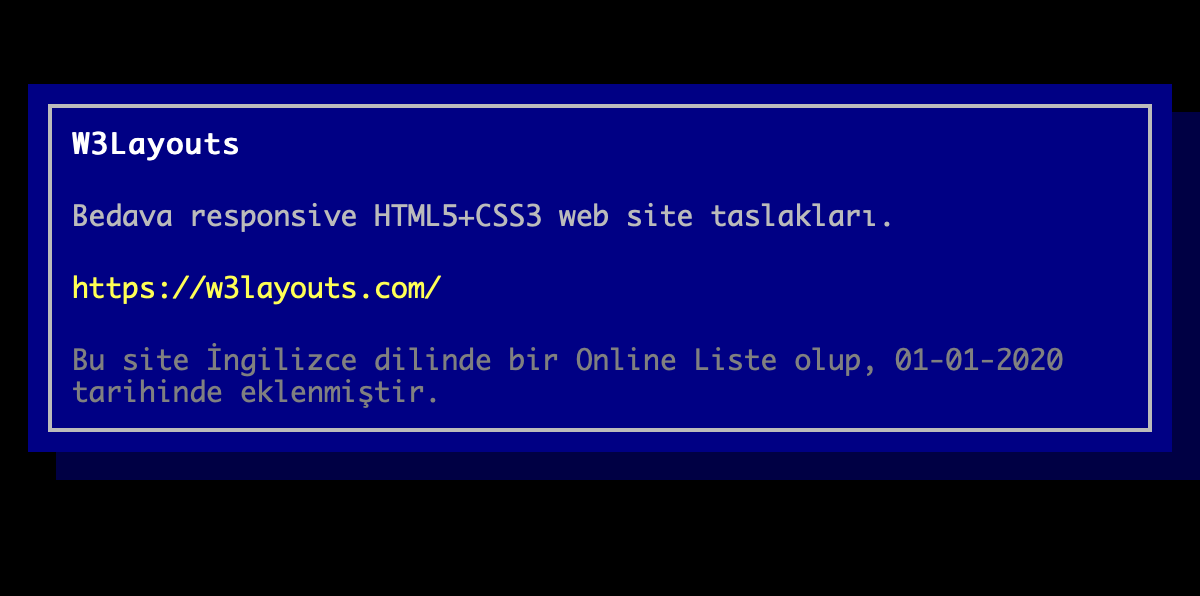 W3Layouts
Bedava responsive HTML5+CSS3 web site taslakları.
https://w3layouts.com/
Bu site İngilizce dilinde bir Online Liste olup, 01-01-2020
tarihinde eklenmiştir.